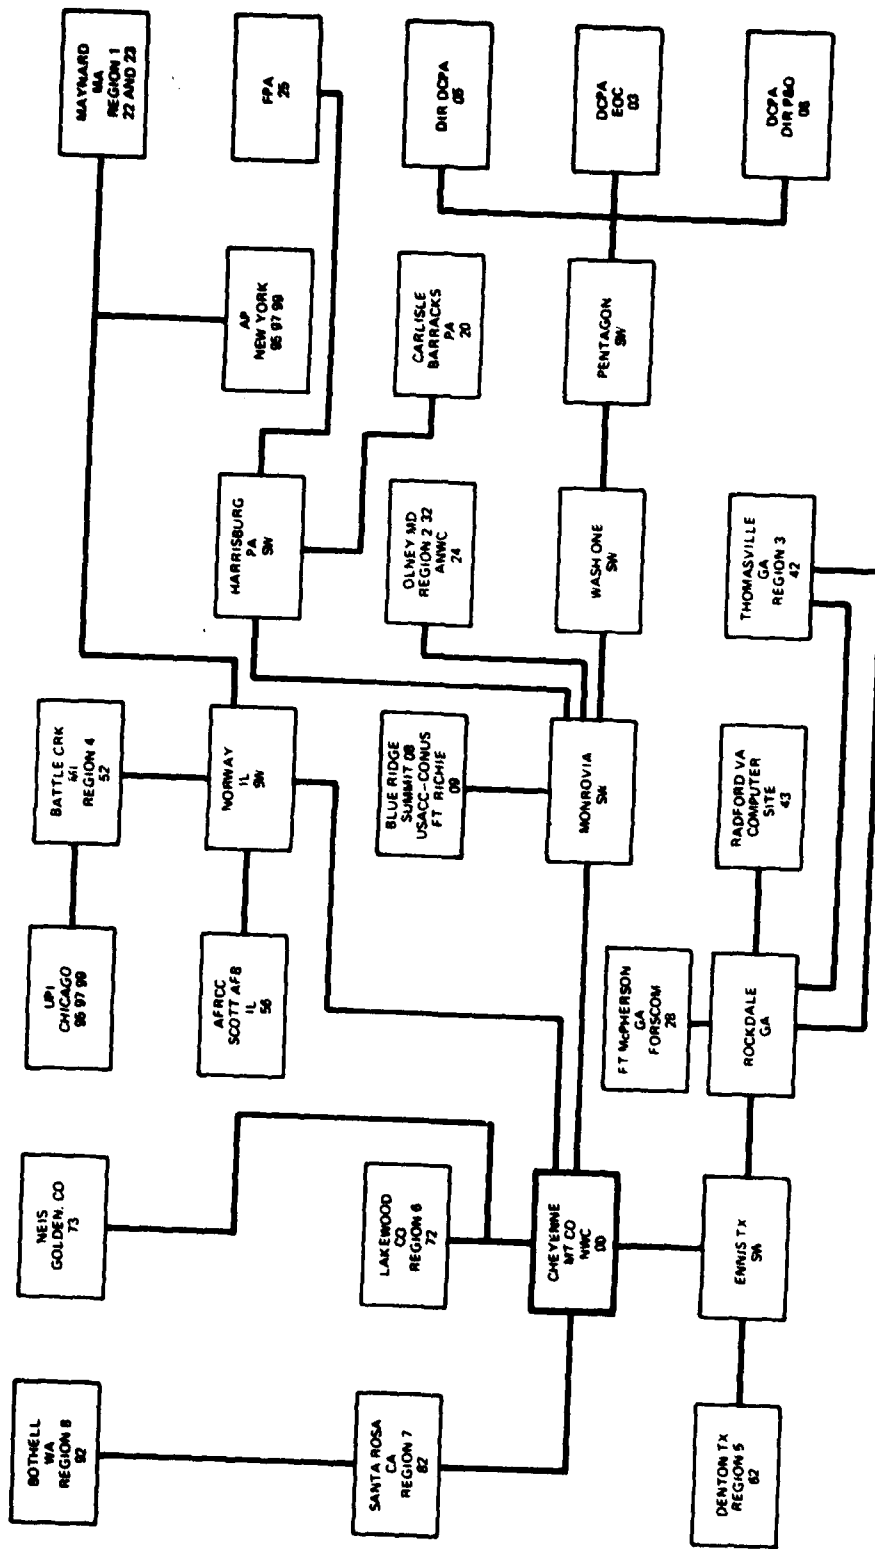 BOTHELL
WA
REGION 8
92
NEIS
GOLDEN, CO
73
UPI
CHICAGO
95 97 99
BATTLE CRK
MI
REGION 4
52
MAYNARD
MA
REGION 1
22 AND 23
AFRCC
SCOTT AFB
IL
56
NORWAY
IL
SW
HARRISBURG
PA
SW
AP
NEW YORK
95 97 99
FPA
25
SANTA ROSA
CA
REGION 7
82
LAKEWOOD
CO
REGION 6
72
BLUE RIDGE
SUMMIT 08
USACC-CONUS
FT RICHIE
09
OLNEY MD
REGION 2 32
ANWC
24
CARLISLE
BARRACKS
PA
20
DIR DCPA
05
CHEYENNE
MT CO
NWC
00
MONROVIA
SW
WASH ONE
SW
PENTAGON
SW
DCPA
EOC
03
FT McPHERSON
GA
FORSCOM
28
DENTON TX
REGION 5
62
ENNIS TX
SW
ROCKDALE
GA
RADFORD VA
COMPUTER
SITE
43
THOMASVILLE
GA
REGION 3
42
DCPA
DIR P&O